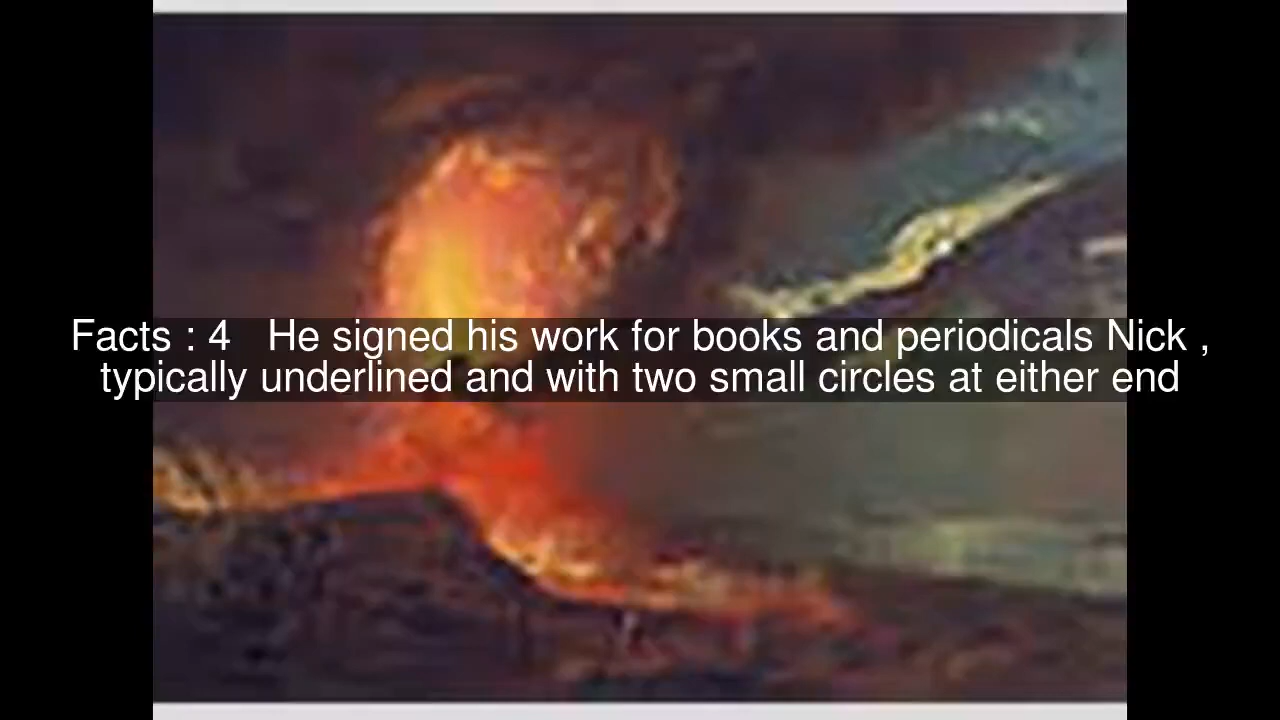 Facts : 4   He signed his work for books and periodicals Nick ,
typically underlined and with two small circles at either end